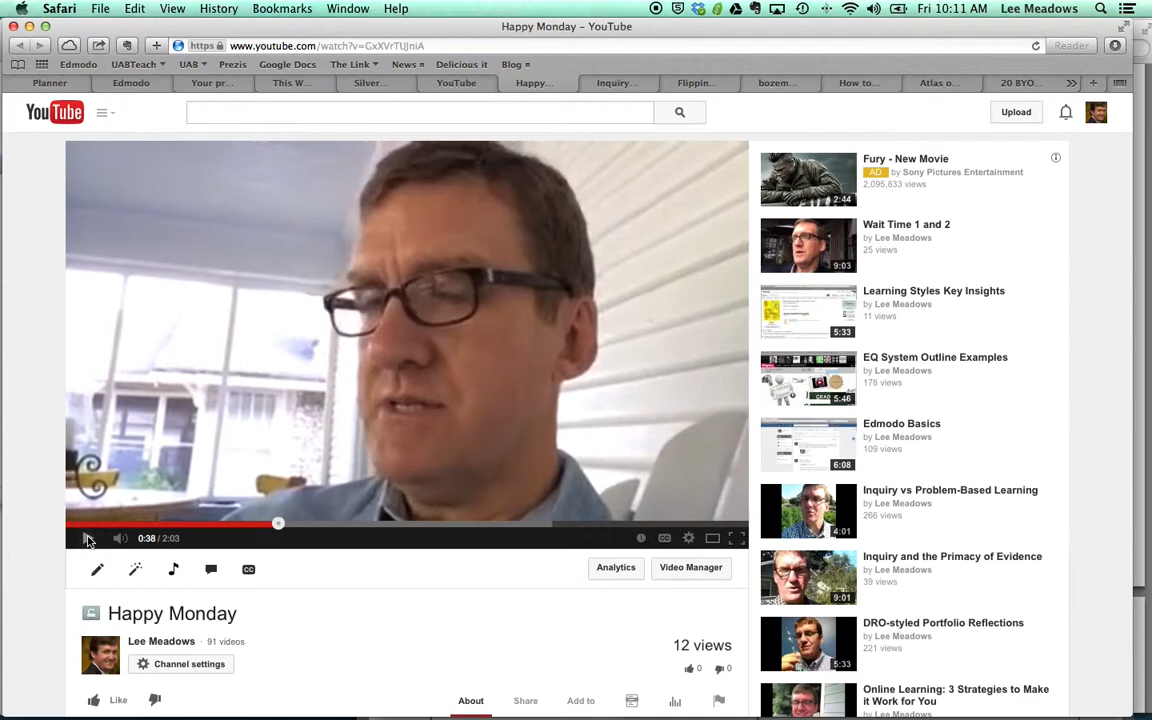 Safari File Edit View History Bookmarks Window Help Fri 10:11 AM Lee Meadows
Happy Monday – YouTube
https www.youtube.com/watch?v=GxXVrTUJniA Reader
Edmodo UABTeach UAB Prezis Google Docs The Link News Delicious it Blog
Planner Edmodo Your pr... This W... Silver... YouTube Happy... Inquiry... Flippin... bozem... How to... Atlas o... 20 BYO...
YouTube Upload
Fury - New Movie
AD by Sony Pictures Entertainment
2,095,833 views
2:44
Wait Time 1 and 2
by Lee Meadows
25 views
9:03
Learning Styles Key Insights
by Lee Meadows
11 views
5:33
EQ System Outline Examples
by Lee Meadows
178 views
5:46
Edmodo Basics
by Lee Meadows
109 views
6:08
Inquiry vs Problem-Based Learning
by Lee Meadows
266 views
4:01
Inquiry and the Primacy of Evidence
by Lee Meadows
39 views
9:01
DRO-styled Portfolio Reflections
by Lee Meadows
221 views
5:33
Online Learning: 3 Strategies to Make
it Work for You
by Lee Meadows
0:38 / 2:03 CC
CC Analytics Video Manager
Happy Monday
Lee Meadows · 91 videos
Channel settings
12 views
0 0
Like About Share Add to